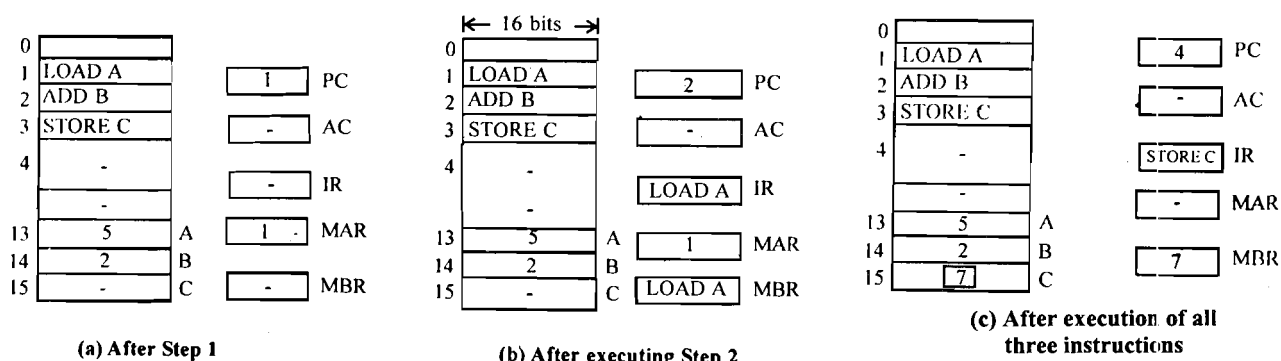 0
1 LOAD A
2 ADD B
3 STORE C
4 -
-
13 5 A
14 2 B
15 - C
1 PC
- AC
- IR
1 MAR
- MBR
(a) After Step 1
16 bits
0
1 LOAD A
2 ADD B
3 STORE C
4 -
-
13 5 A
14 2 B
15 - C
2 PC
- AC
LOAD A IR
1 MAR
LOAD A MBR
(b) After executing Step 2
0
1 LOAD A
2 ADD B
3 STORE C
4 -
-
13 5 A
14 2 B
15 7 C
4 PC
- AC
STORE C IR
- MAR
7 MBR
(c) After execution of all
three instructions